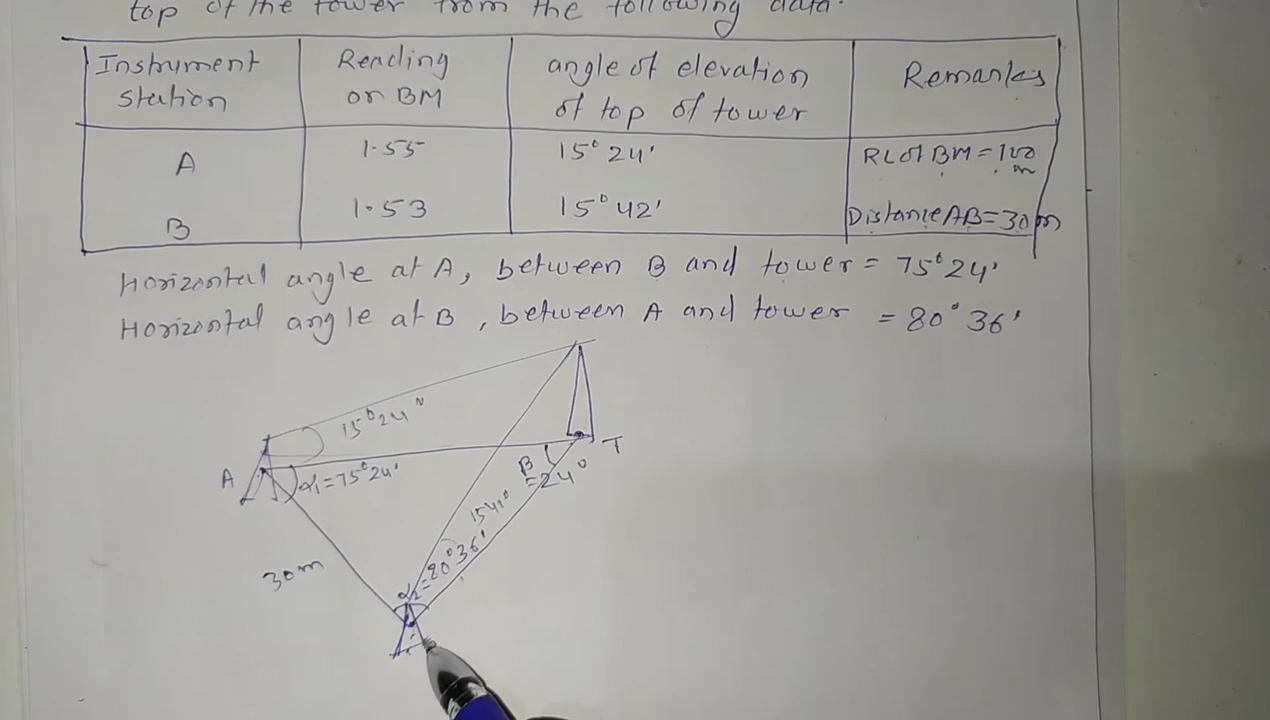 top of the tower from the following data.
Instrument station
Reading on BM
angle of elevation of top of tower
Remarks
A
1.55
15°24'
RL of BM = 100 m
B
1.53
15°42'
Distance AB = 30 m
Horizontal angle at A, between B and tower = 75°24'
Horizontal angle at B, between A and tower = 80°36'
15°24"
A
α₁ = 75°24'
T
β = 24°
30m
α₂ = 80°36'